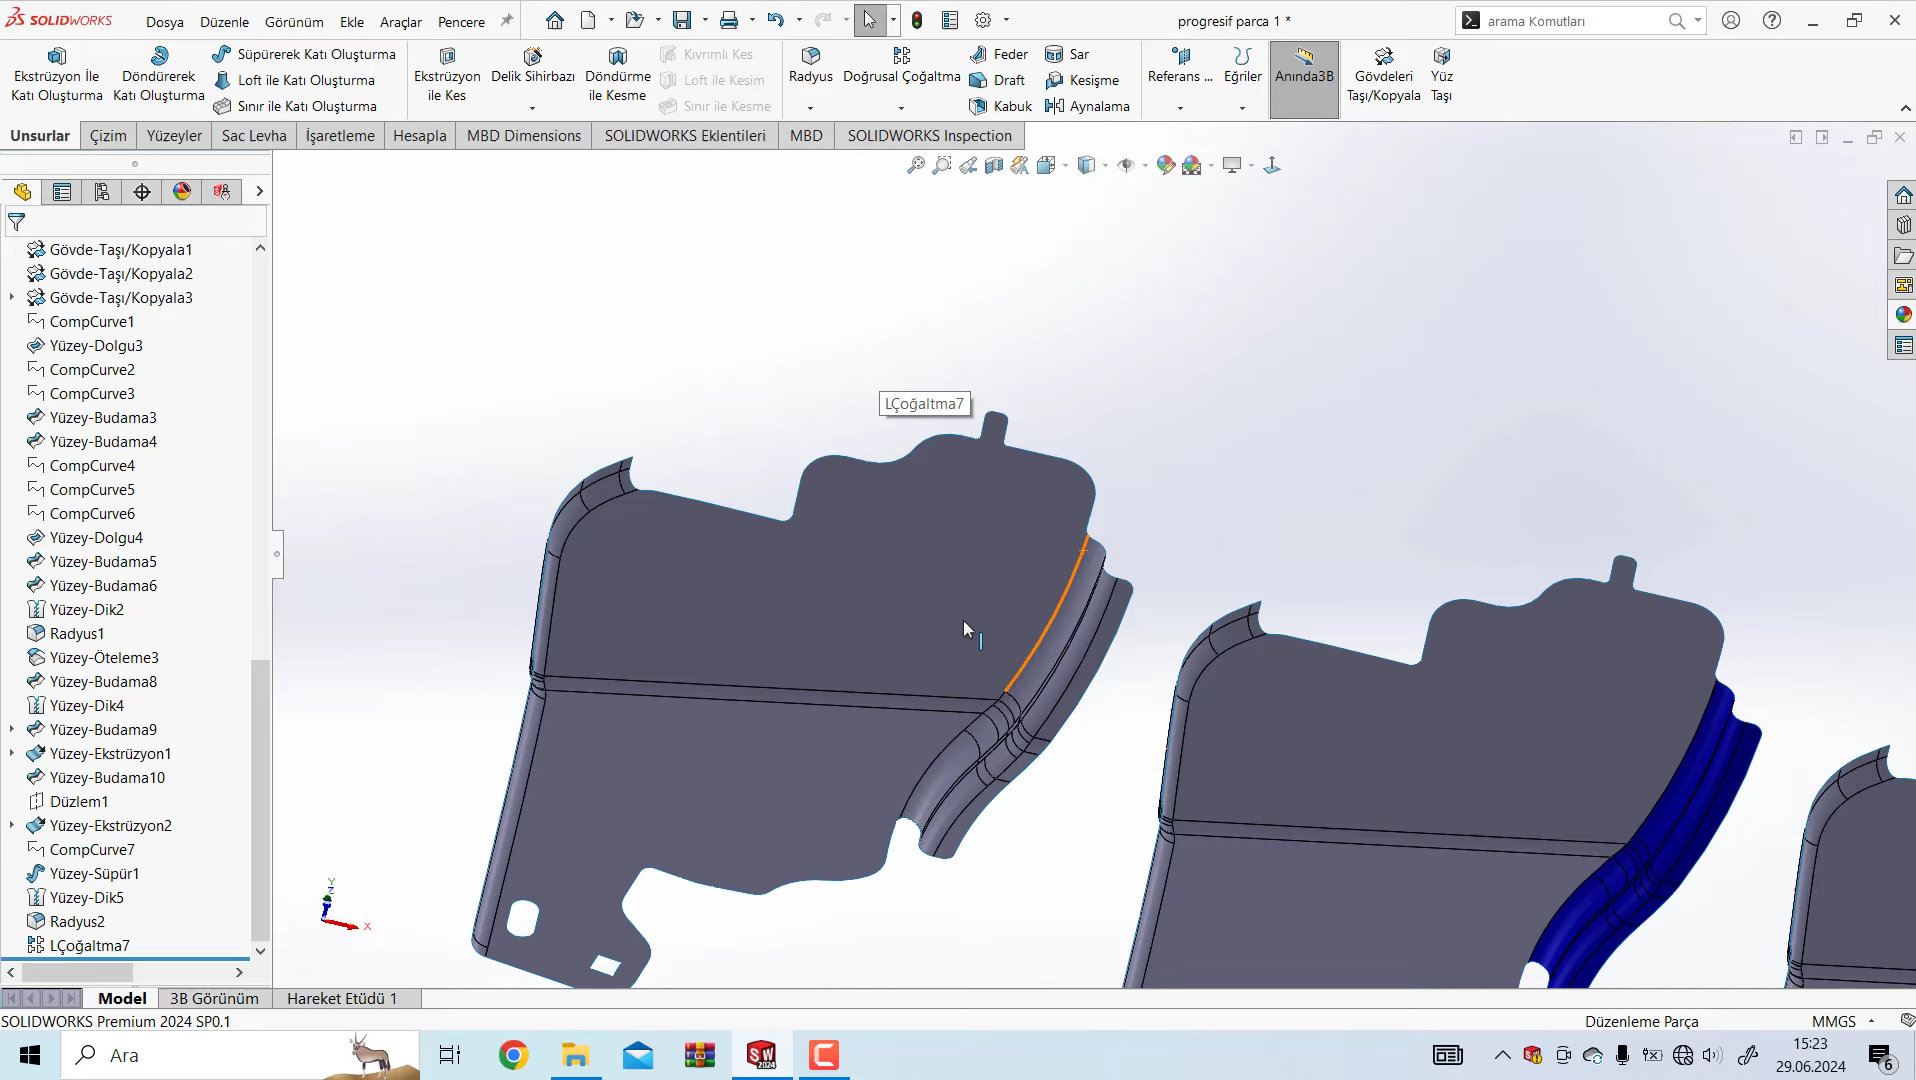 SOLIDWORKS
Dosya
Düzenle
Görünüm
Ekle
Araçlar
Pencere
progresif parca 1 *
arama Komutları
Ekstrüzyon İle
Katı Oluşturma
Döndürerek
Katı Oluşturma
Süpürerek Katı Oluşturma
Loft ile Katı Oluşturma
Sınır ile Katı Oluşturma
Ekstrüzyon
ile Kes
Delik Sihirbazı
Döndürme
ile Kesme
Kıvrımlı Kes
Loft ile Kesim
Sınır ile Kesme
Radyus
Doğrusal Çoğaltma
Feder
Draft
Kabuk
Sar
Kesişme
Aynalama
Referans ...
Eğriler
Anında3B
Gövdeleri
Taşı/Kopyala
Yüz
Taşı
Unsurlar
Çizim
Yüzeyler
Sac Levha
İşaretleme
Hesapla
MBD Dimensions
SOLIDWORKS Eklentileri
MBD
SOLIDWORKS Inspection
Gövde-Taşı/Kopyala1
Gövde-Taşı/Kopyala2
Gövde-Taşı/Kopyala3
CompCurve1
Yüzey-Dolgu3
CompCurve2
CompCurve3
Yüzey-Budama3
Yüzey-Budama4
CompCurve4
CompCurve5
CompCurve6
Yüzey-Dolgu4
Yüzey-Budama5
Yüzey-Budama6
Yüzey-Dik2
Radyus1
Yüzey-Öteleme3
Yüzey-Budama8
Yüzey-Dik4
Yüzey-Budama9
Yüzey-Ekstrüzyon1
Yüzey-Budama10
Düzlem1
Yüzey-Ekstrüzyon2
CompCurve7
Yüzey-Süpür1
Yüzey-Dik5
Radyus2
LÇoğaltma7
LÇoğaltma7
Y
Z
X
Model
3B Görünüm
Hareket Etüdü 1
SOLIDWORKS Premium 2024 SP0.1
Düzenleme Parça
MMGS
Ara
SW
2024
15:23
29.06.2024
6